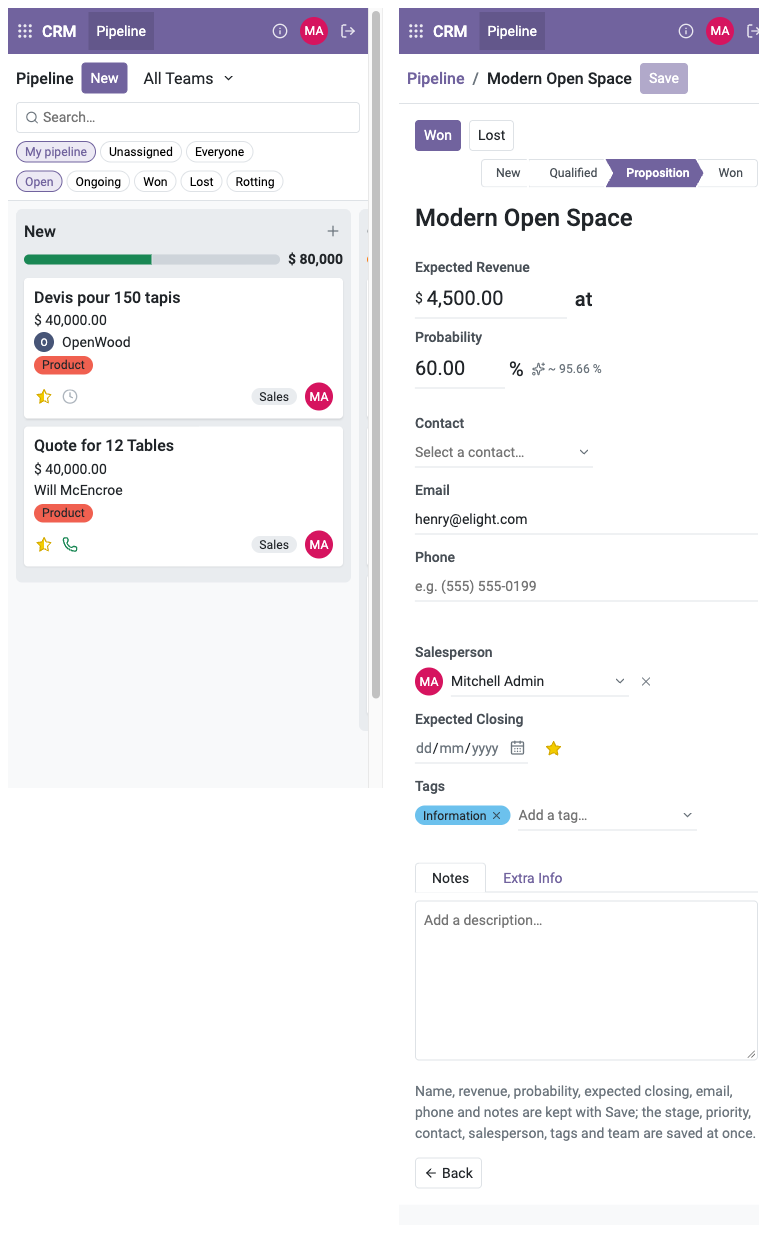 CRM Pipeline MA
Pipeline New All Teams
Search...
My pipeline Unassigned Everyone
Open Ongoing Won Lost Rotting
New
$ 80,000
Devis pour 150 tapis
$ 40,000.00
O OpenWood
Product
Sales MA
Quote for 12 Tables
$ 40,000.00
Will McEncroe
Product
Sales MA
CRM Pipeline MA
Pipeline / Modern Open Space Save
Won Lost
New Qualified Proposition Won
Modern Open Space
Expected Revenue
$ 4,500.00 at
Probability
60.00 % ~ 95.66 %
Contact
Select a contact...
Email
henry@elight.com
Phone
e.g. (555) 555-0199
Salesperson
MA Mitchell Admin
Expected Closing
dd/mm/yyyy
Tags
Information × Add a tag...
Notes Extra Info
Add a description...
Name, revenue, probability, expected closing, email,
phone and notes are kept with Save; the stage, priority,
contact, salesperson, tags and team are saved at once.
← Back